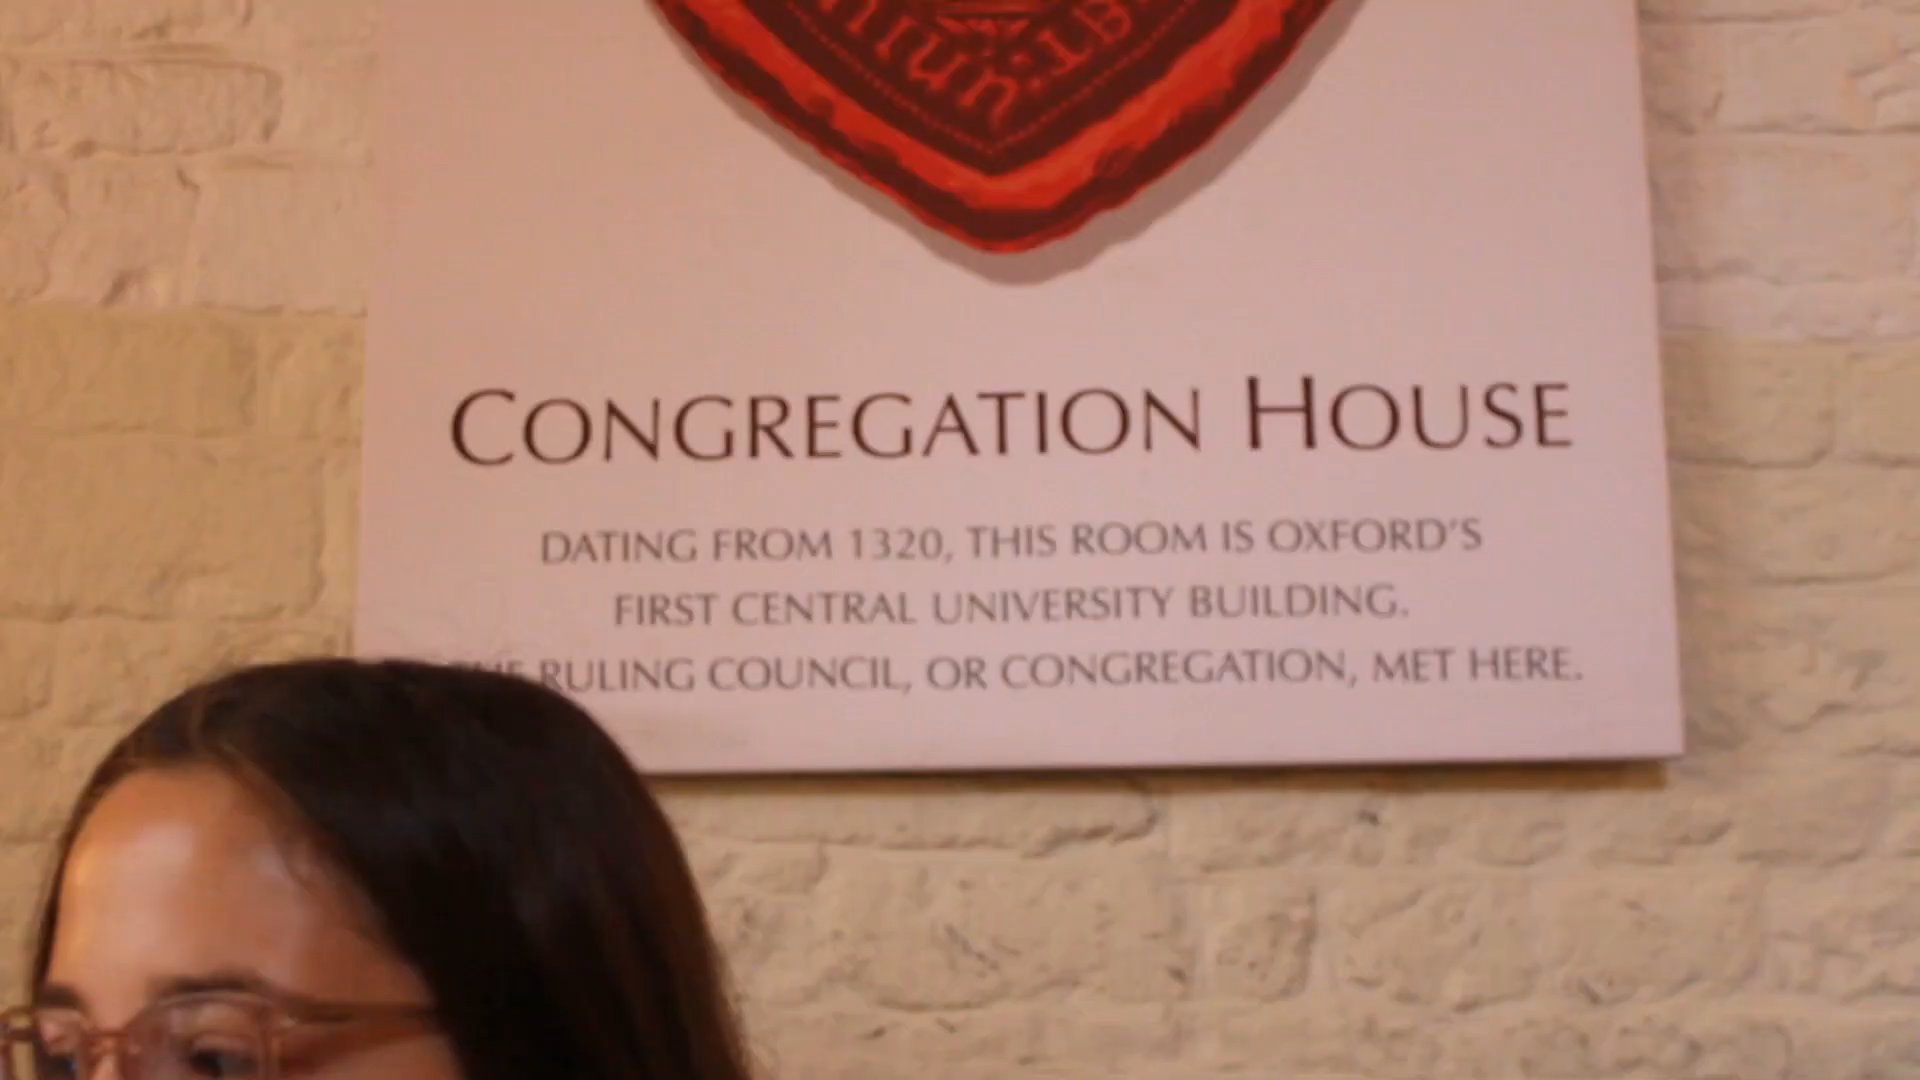 CONGREGATION HOUSE
DATING FROM 1320, THIS ROOM IS OXFORD'S
FIRST CENTRAL UNIVERSITY BUILDING.
RULING COUNCIL, OR CONGREGATION, MET HERE.